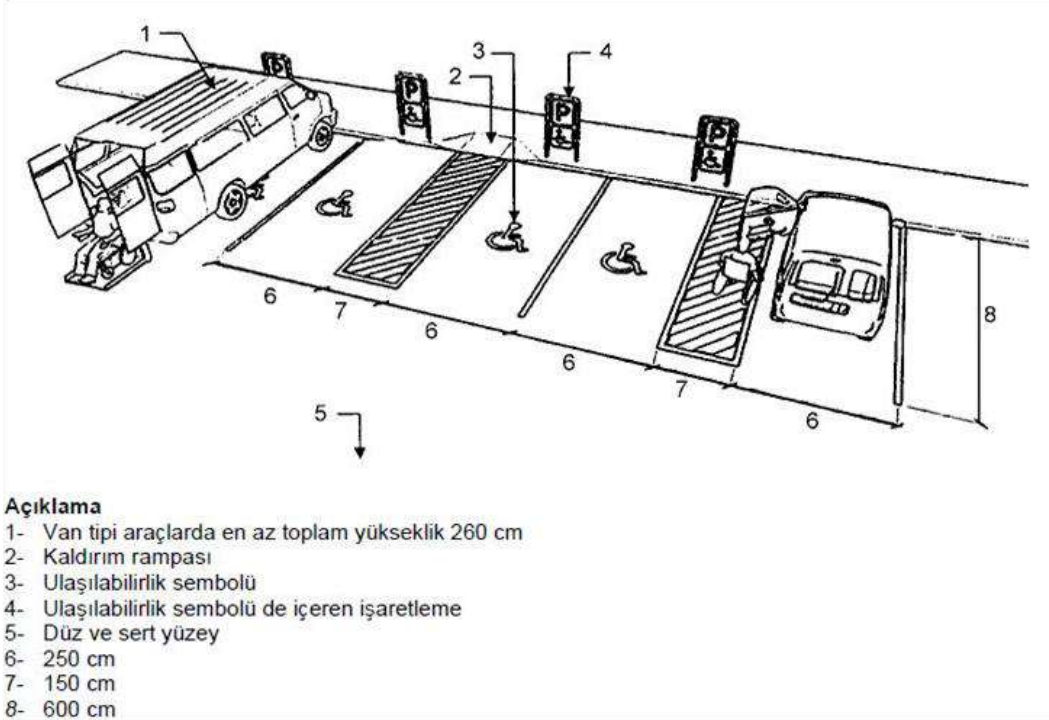 1
3
4
2
P
P
P
P
6
7
6
6
7
6
8
5
Açıklama
1- Van tipi araçlarda en az toplam yükseklik 260 cm
2- Kaldırım rampası
3- Ulaşılabilirlik sembolü
4- Ulaşılabilirlik sembolü de içeren işaretleme
5- Düz ve sert yüzey
6- 250 cm
7- 150 cm
8- 600 cm